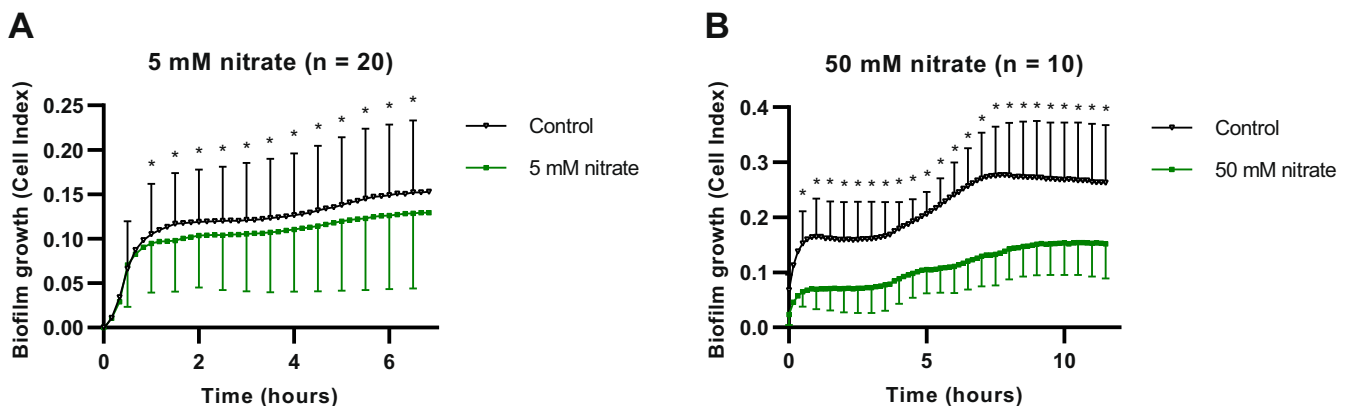 A
5 mM nitrate (n = 20)
Biofilm growth (Cell Index)
0.25
0.20
0.15
0.10
0.05
0.00
* * * * * * * * * * * *
0 2 4 6
Time (hours)
Control
5 mM nitrate
B
50 mM nitrate (n = 10)
Biofilm growth (Cell Index)
0.4
0.3
0.2
0.1
0.0
* * * * * * * * * * * * * * * * * * * * * * *
0 5 10
Time (hours)
Control
50 mM nitrate